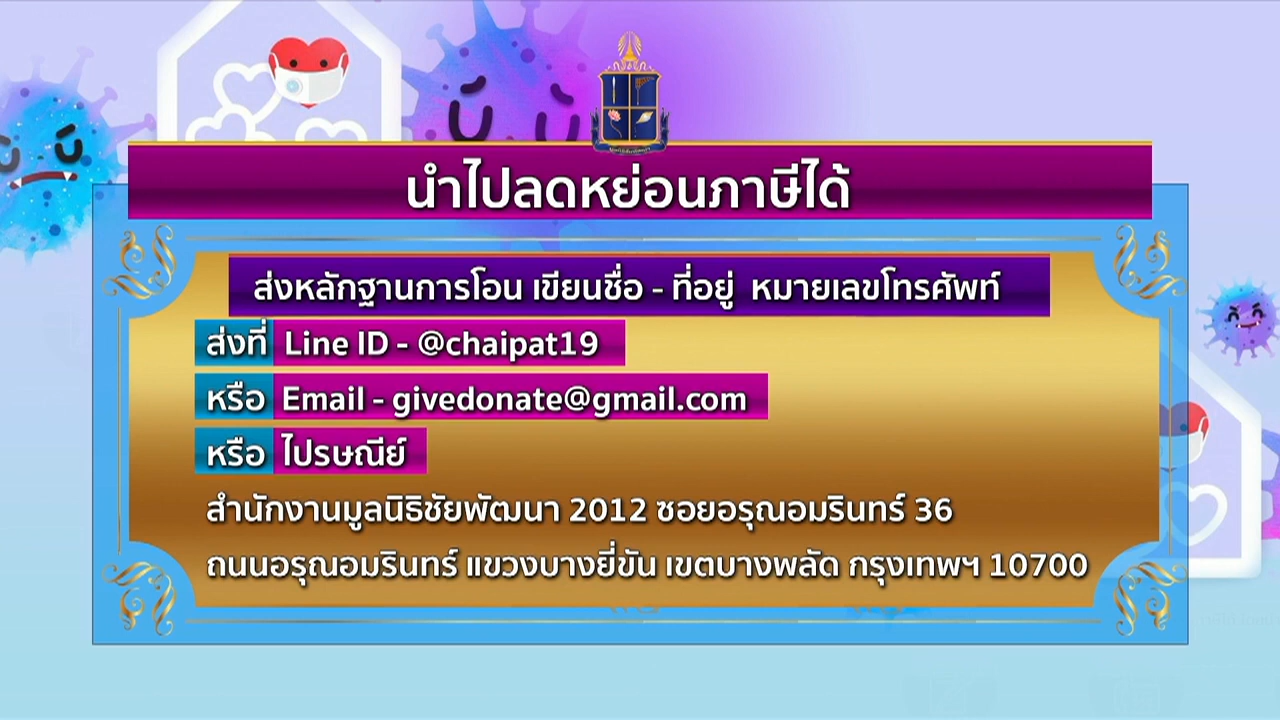 นำไปลดหย่อนภาษีได้
ส่งหลักฐานการโอน เขียนชื่อ - ที่อยู่ หมายเลขโทรศัพท์
ส่งที่ Line ID - @chaipat19
หรือ Email - givedonate@gmail.com
หรือ ไปรษณีย์
สำนักงานมูลนิธิชัยพัฒนา 2012 ซอยอรุณอมรินทร์ 36
ถนนอรุณอมรินทร์ แขวงบางยี่ขัน เขตบางพลัด กรุงเทพฯ 10700